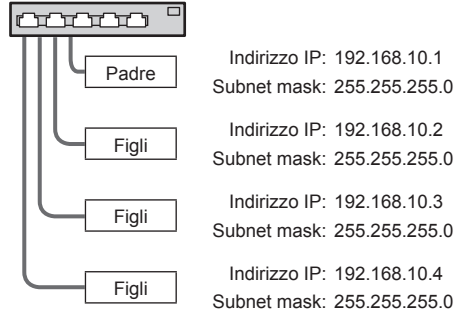 Padre
Indirizzo IP: 192.168.10.1
Subnet mask: 255.255.255.0
Figli
Indirizzo IP: 192.168.10.2
Subnet mask: 255.255.255.0
Figli
Indirizzo IP: 192.168.10.3
Subnet mask: 255.255.255.0
Figli
Indirizzo IP: 192.168.10.4
Subnet mask: 255.255.255.0